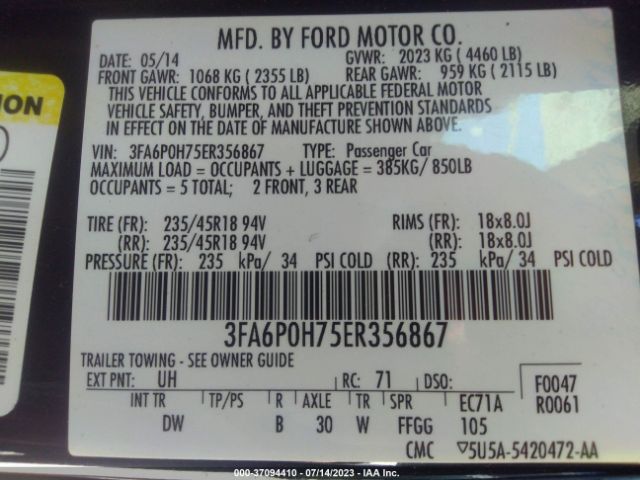 MFD. BY FORD MOTOR CO.
DATE: 05/14 GVWR: 2023 KG ( 4460 LB)
FRONT GAWR: 1068 KG ( 2355 LB) REAR GAWR: 959 KG ( 2115 LB)
THIS VEHICLE CONFORMS TO ALL APPLICABLE FEDERAL MOTOR
VEHICLE SAFETY, BUMPER, AND THEFT PREVENTION STANDARDS
IN EFFECT ON THE DATE OF MANUFACTURE SHOWN ABOVE.
VIN: 3FA6P0H75ER356867 TYPE: Passenger Car
MAXIMUM LOAD = OCCUPANTS + LUGGAGE = 385KG/ 850LB
OCCUPANTS = 5 TOTAL; 2 FRONT, 3 REAR
TIRE (FR): 235/45R18 94V RIMS (FR): 18x8.0J
(RR): 235/45R18 94V (RR): 18x8.0J
PRESSURE (FR): 235 kPa/ 34 PSI COLD (RR): 235 kPa/ 34 PSI COLD
3FA6P0H75ER356867
TRAILER TOWING - SEE OWNER GUIDE
EXT PNT: UH RC: 71 DSO: F0047
INT TR TP/PS R AXLE TR SPR EC71A R0061
DW B 30 W FFGG 105
CMC ▽5U5A-5420472-AA
ION
© 000-37094410 - 07/14/2023 - IAA Inc.